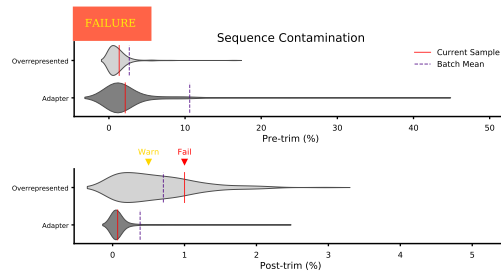 FAILURE
Sequence Contamination
Current Sample
Batch Mean
Overrepresented
Adapter
0 10 20 30 40 50
Pre-trim (%)
Warn Fail
Overrepresented
Adapter
0 1 2 3 4 5
Post-trim (%)